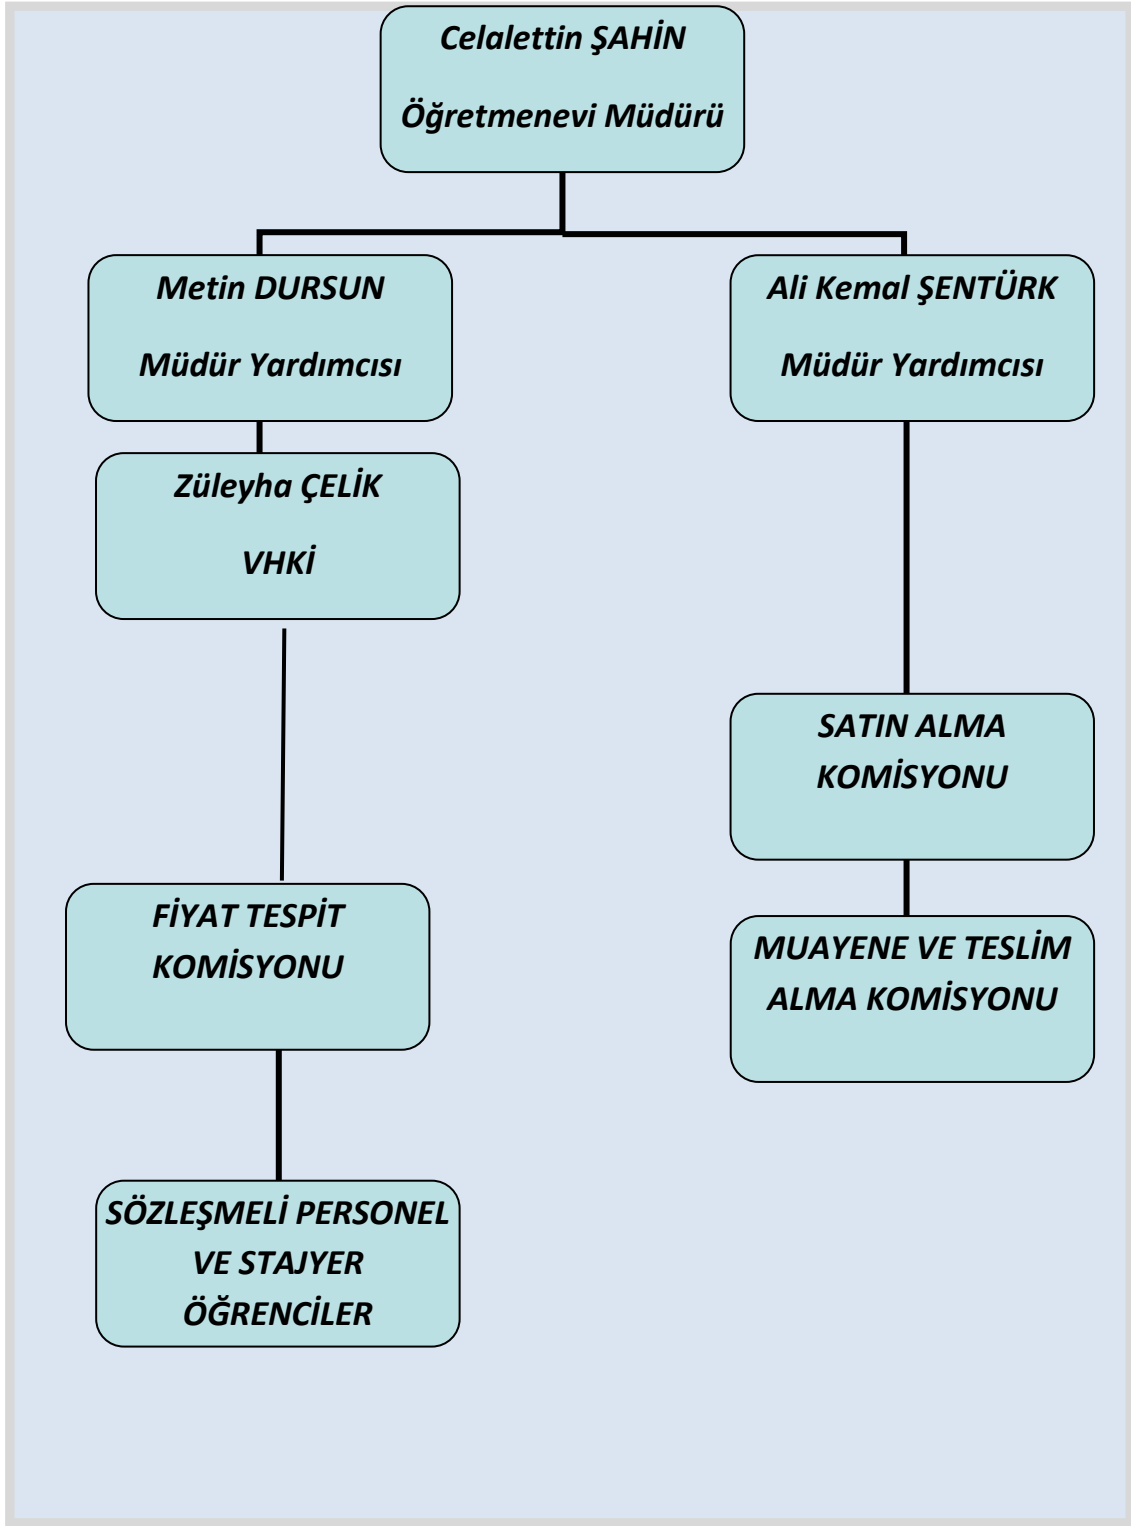 Celalettin ŞAHİN
Öğretmenevi Müdürü
Metin DURSUN
Müdür Yardımcısı
Ali Kemal ŞENTÜRK
Müdür Yardımcısı
Züleyha ÇELİK
VHKİ
SATIN ALMA
KOMİSYONU
FİYAT TESPİT
KOMİSYONU
MUAYENE VE TESLİM
ALMA KOMİSYONU
SÖZLEŞMELİ PERSONEL
VE STAJYER
ÖĞRENCİLER